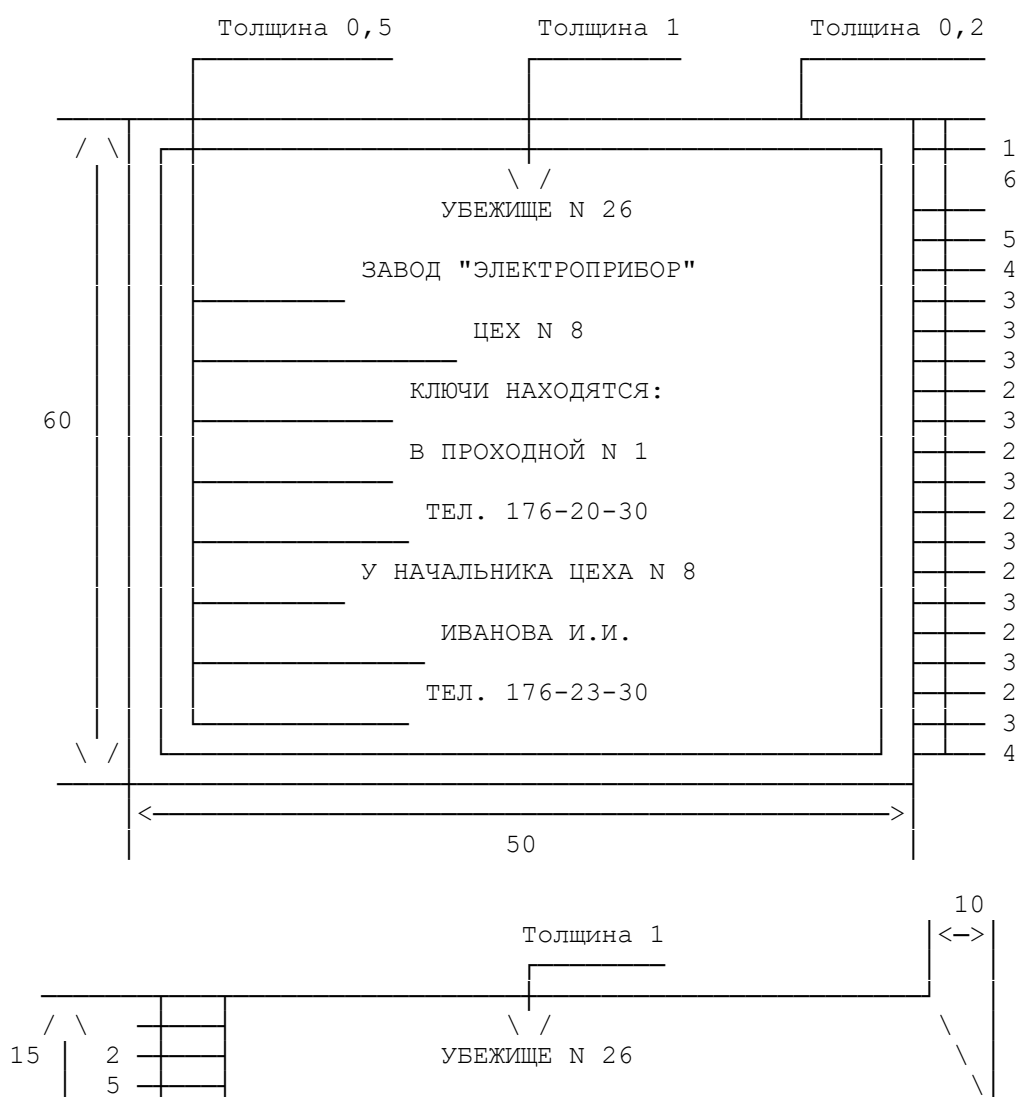 Толщина 0,5 Толщина 1 Толщина 0,2
1
6
УБЕЖИЩЕ N 26
5
ЗАВОД "ЭЛЕКТРОПРИБОР" 4
3
ЦЕХ N 8 3
3
КЛЮЧИ НАХОДЯТСЯ: 2
60 3
В ПРОХОДНОЙ N 1 2
3
ТЕЛ. 176-20-30 2
3
У НАЧАЛЬНИКА ЦЕХА N 8 2
3
ИВАНОВА И.И. 2
3
ТЕЛ. 176-23-30 2
3
4
50
10
Толщина 1
15 2 УБЕЖИЩЕ N 26
5